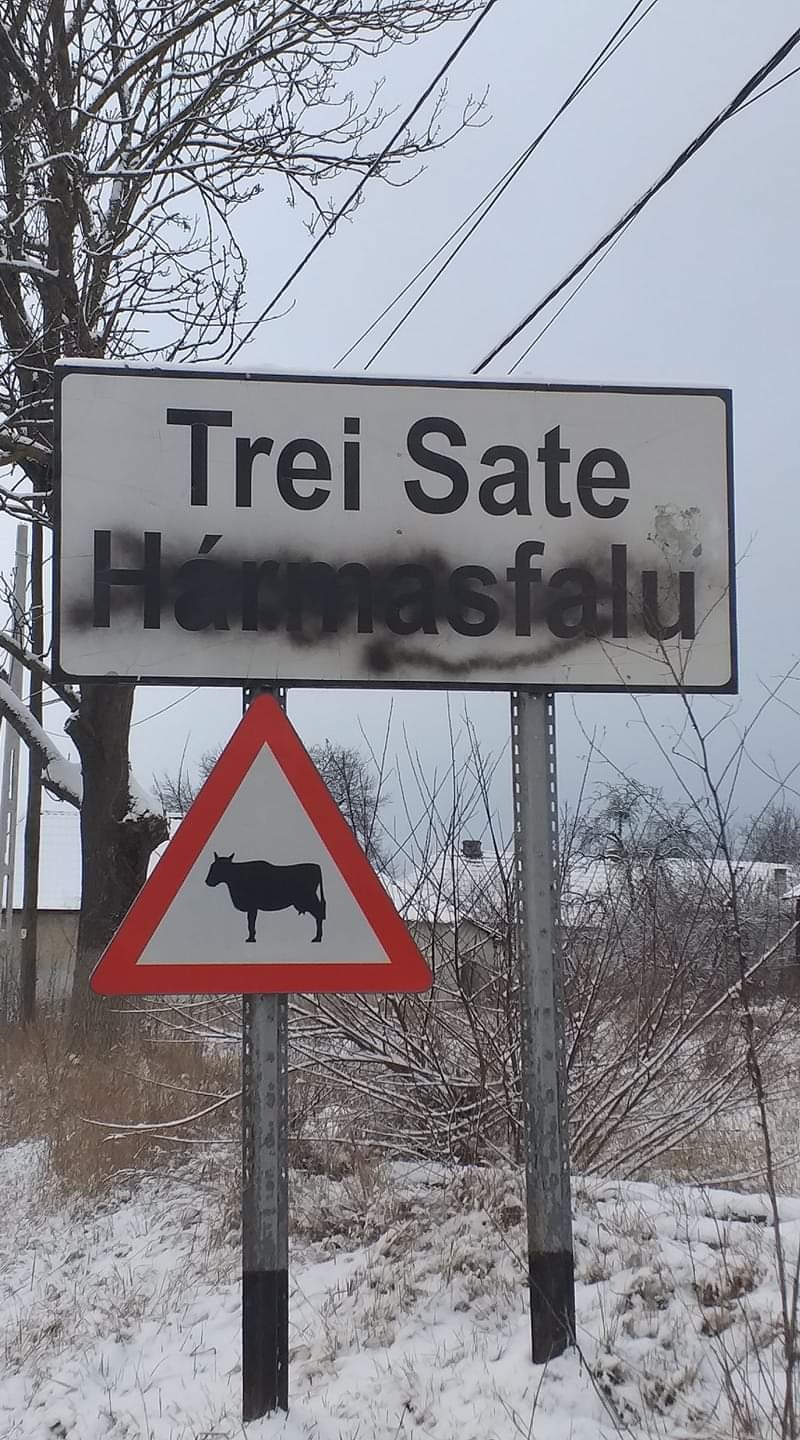 Trei Sate
Hármasfalu